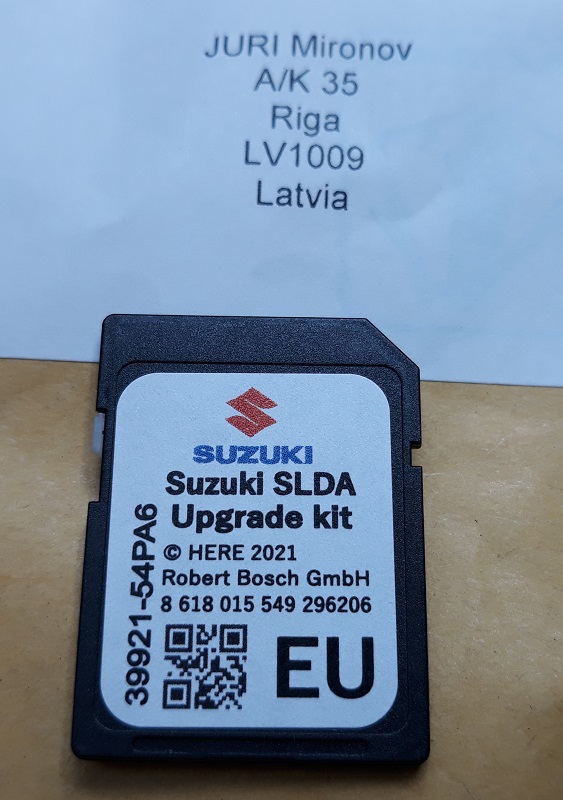 JURI Mironov
A/K 35
Riga
LV1009
Latvia
SUZUKI
Suzuki SLDA
Upgrade kit
© HERE 2021
Robert Bosch GmbH
8 618 015 549 296206
39921-54PA6
EU